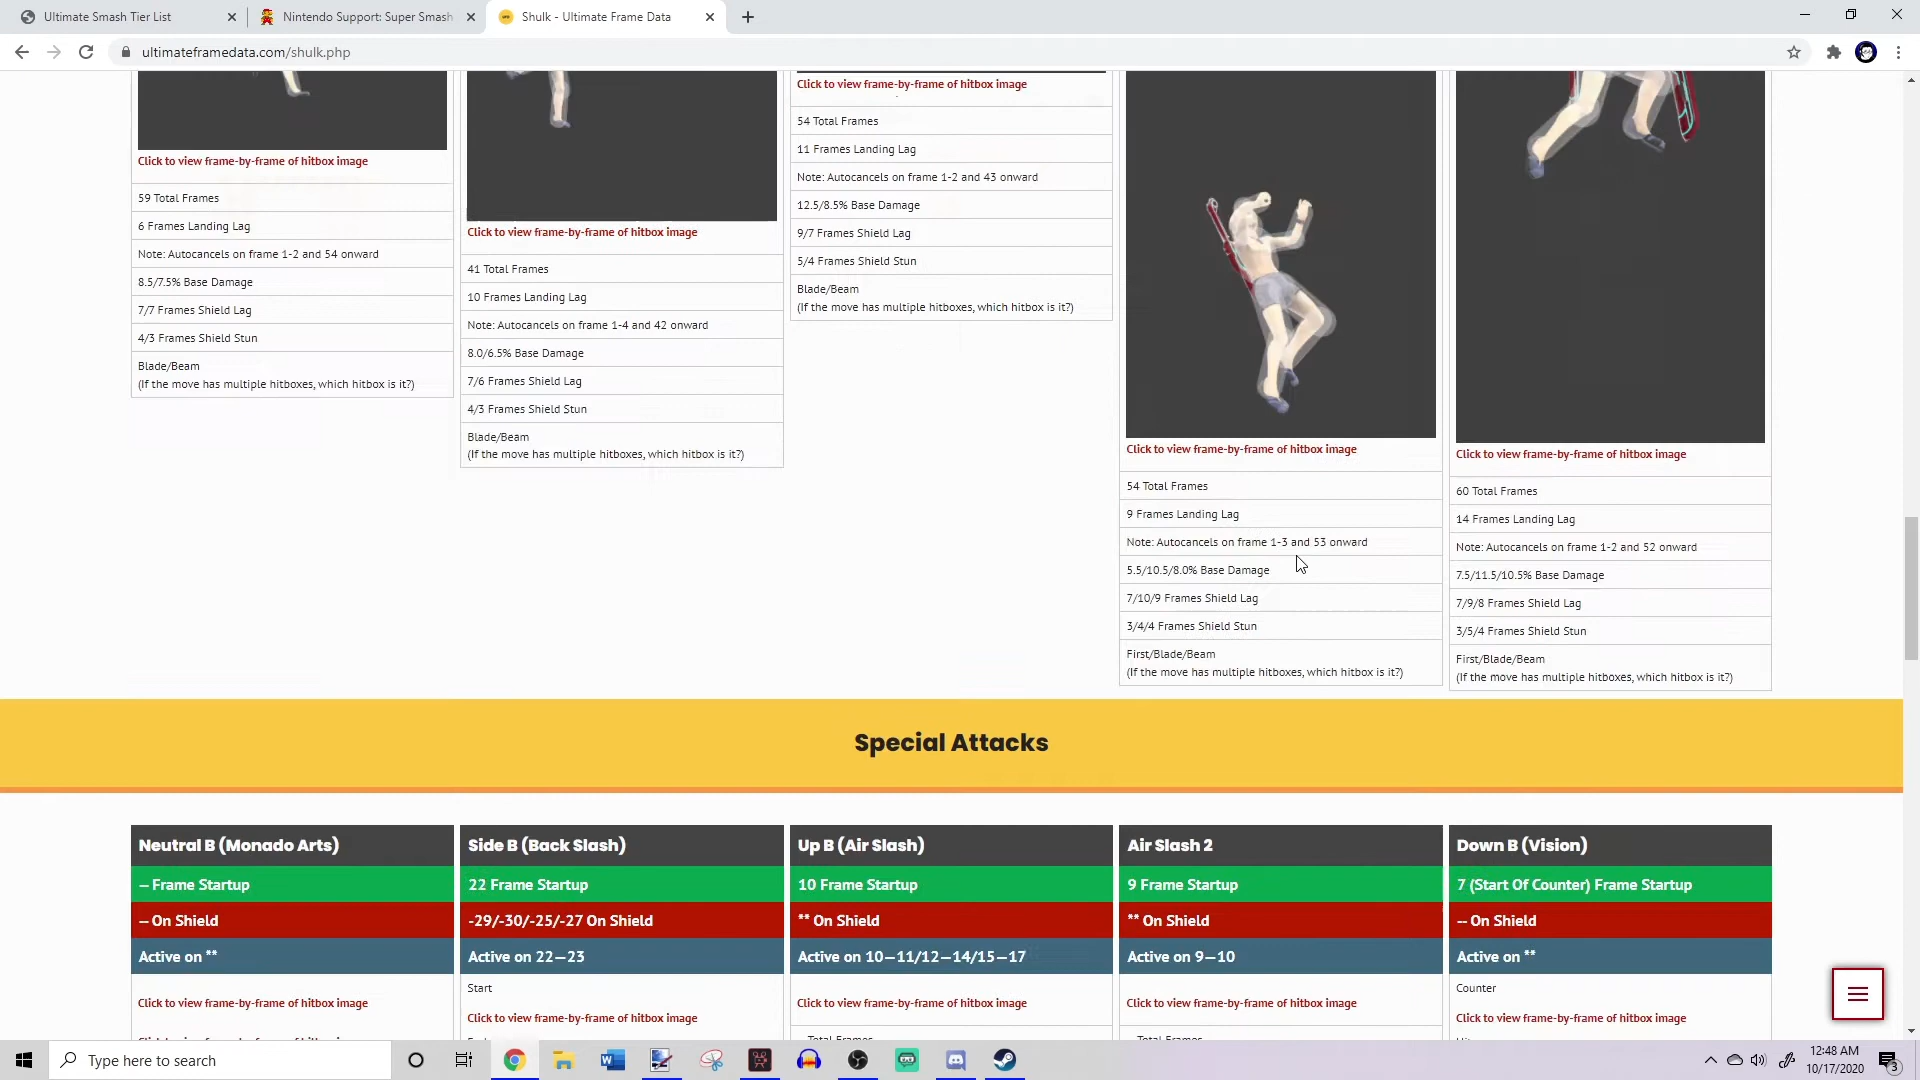 Ultimate Smash Tier List
Nintendo Support: Super Smash
Shulk - Ultimate Frame Data
ultimateframedata.com/shulk.php
Click to view frame-by-frame of hitbox image
59 Total Frames
6 Frames Landing Lag
Note: Autocancels on frame 1-2 and 54 onward
8.5/7.5% Base Damage
7/7 Frames Shield Lag
4/3 Frames Shield Stun
Blade/Beam
(If the move has multiple hitboxes, which hitbox is it?)
Click to view frame-by-frame of hitbox image
41 Total Frames
10 Frames Landing Lag
Note: Autocancels on frame 1-4 and 42 onward
8.0/6.5% Base Damage
7/6 Frames Shield Lag
4/3 Frames Shield Stun
Blade/Beam
(If the move has multiple hitboxes, which hitbox is it?)
Click to view frame-by-frame of hitbox image
54 Total Frames
11 Frames Landing Lag
Note: Autocancels on frame 1-2 and 43 onward
12.5/8.5% Base Damage
9/7 Frames Shield Lag
5/4 Frames Shield Stun
Blade/Beam
(If the move has multiple hitboxes, which hitbox is it?)
Click to view frame-by-frame of hitbox image
54 Total Frames
9 Frames Landing Lag
Note: Autocancels on frame 1-3 and 53 onward
5.5/10.5/8.0% Base Damage
7/10/9 Frames Shield Lag
3/4/4 Frames Shield Stun
First/Blade/Beam
(If the move has multiple hitboxes, which hitbox is it?)
Click to view frame-by-frame of hitbox image
60 Total Frames
14 Frames Landing Lag
Note: Autocancels on frame 1-2 and 52 onward
7.5/11.5/10.5% Base Damage
7/9/8 Frames Shield Lag
3/5/4 Frames Shield Stun
First/Blade/Beam
(If the move has multiple hitboxes, which hitbox is it?)
Special Attacks
Neutral B (Monado Arts)
-- Frame Startup
-- On Shield
Active on **
Click to view frame-by-frame of hitbox image
Side B (Back Slash)
22 Frame Startup
-29/-30/-25/-27 On Shield
Active on 22—23
Start
Click to view frame-by-frame of hitbox image
Up B (Air Slash)
10 Frame Startup
** On Shield
Active on 10—11/12—14/15—17
Click to view frame-by-frame of hitbox image
Air Slash 2
9 Frame Startup
** On Shield
Active on 9—10
Click to view frame-by-frame of hitbox image
Down B (Vision)
7 (Start Of Counter) Frame Startup
-- On Shield
Active on **
Counter
Click to view frame-by-frame of hitbox image
Type here to search
12:48 AM
10/17/2020
3